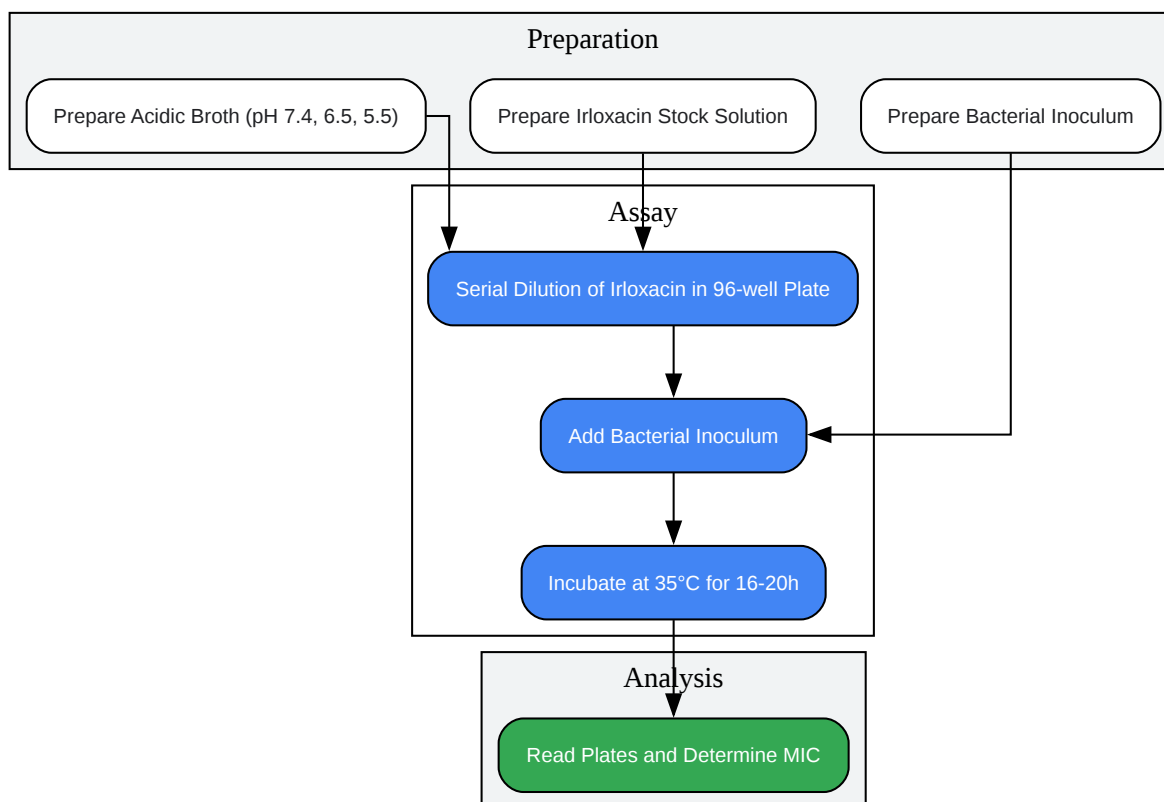 Preparation
Prepare Acidic Broth (pH 7.4, 6.5, 5.5)
Prepare Irloxacin Stock Solution
Prepare Bacterial Inoculum
Assay
Serial Dilution of Irloxacin in 96-well Plate
Add Bacterial Inoculum
Incubate at 35°C for 16-20h
Analysis
Read Plates and Determine MIC